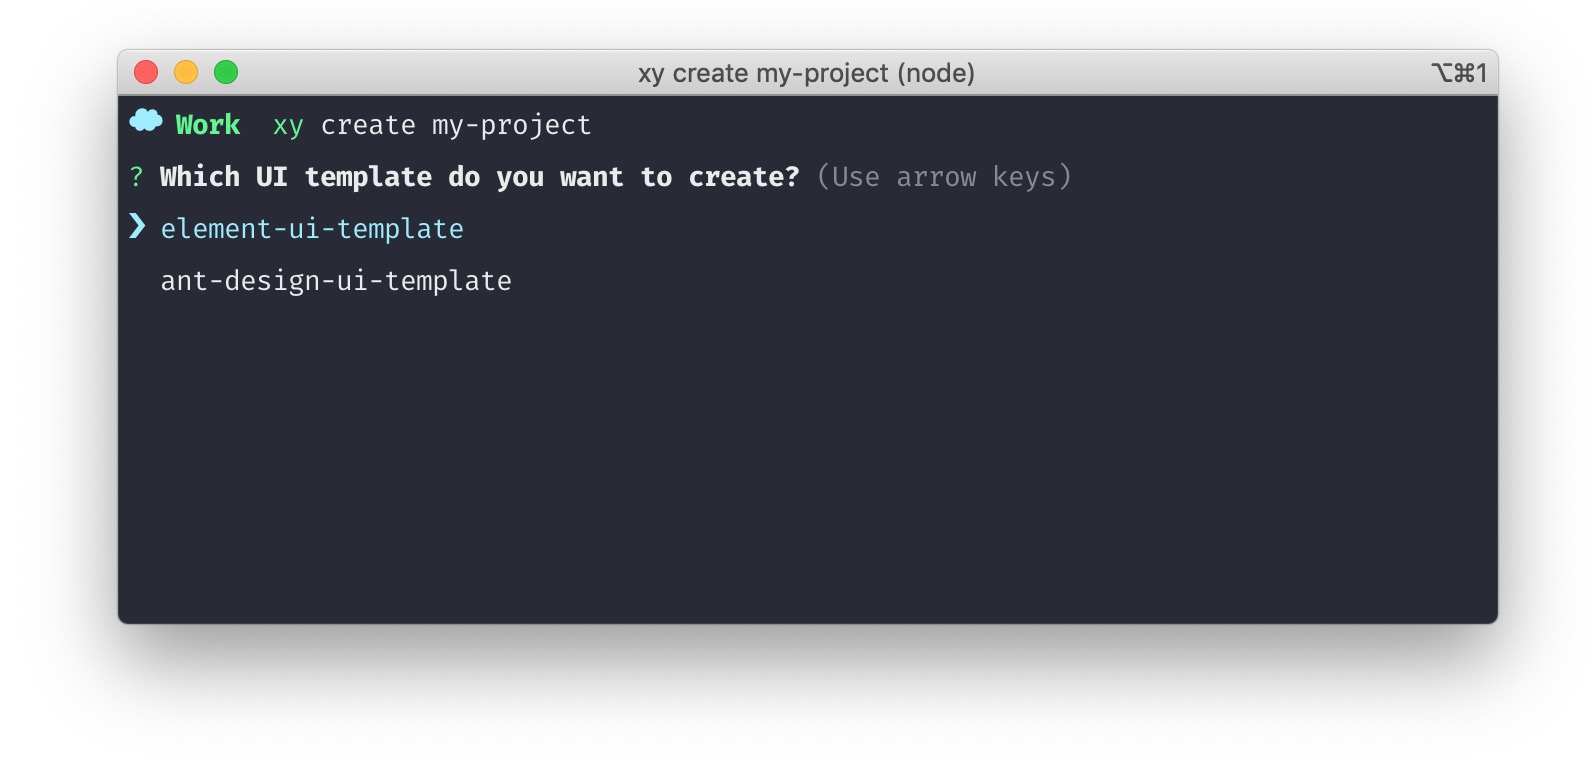 xy create my-project (node)
⌥⌘1
Work xy create my-project
? Which UI template do you want to create? (Use arrow keys)
❯ element-ui-template
ant-design-ui-template